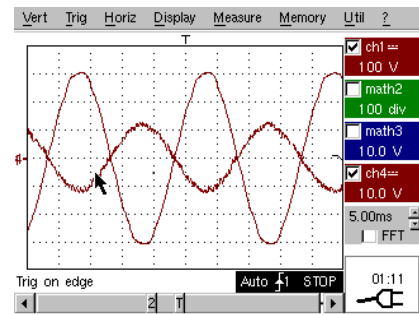 Vert Trig Horiz Display Measure Memory Util ?
T
ch1
100 V
math2
100 div
math3
10.0 V
ch4
10.0 V
5.00ms
FFT
Trig on edge
Auto 1 STOP
01:11
2 T